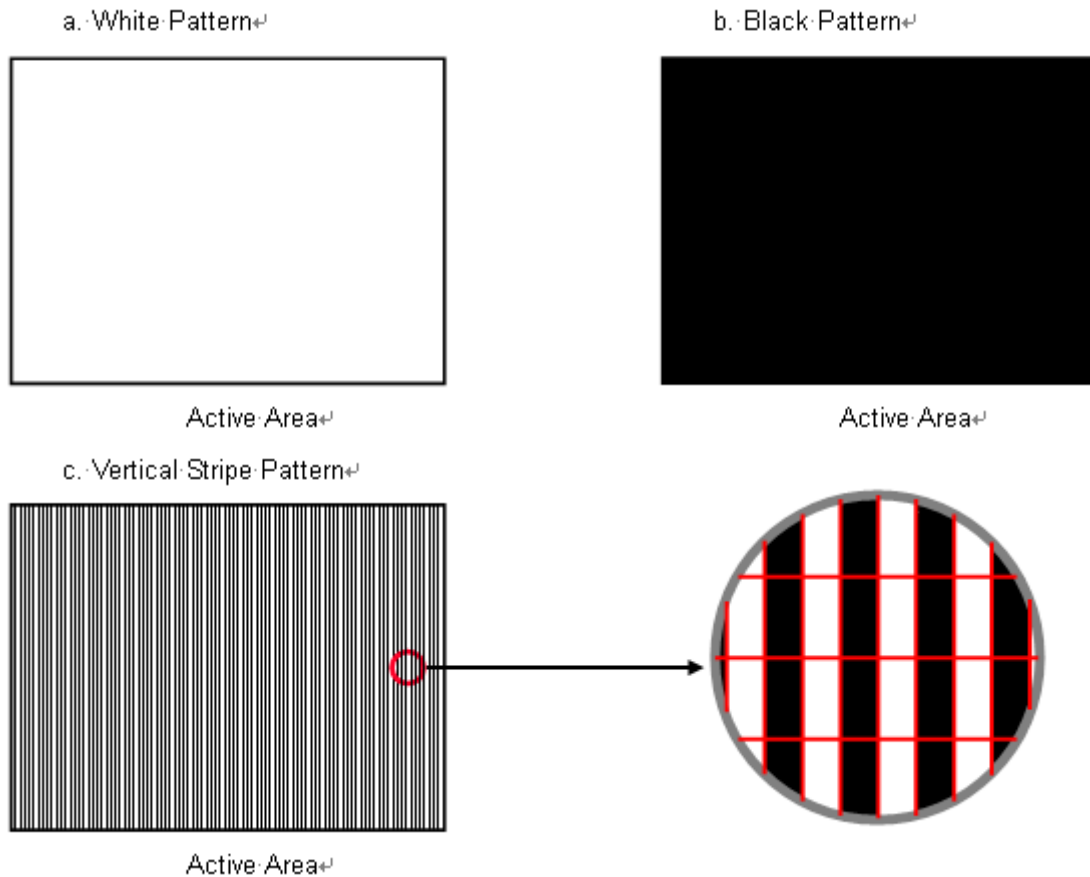 a. White Pattern↵
b. Black Pattern↵
Active Area↵
Active Area↵
c. Vertical Stripe Pattern↵
Active Area↵